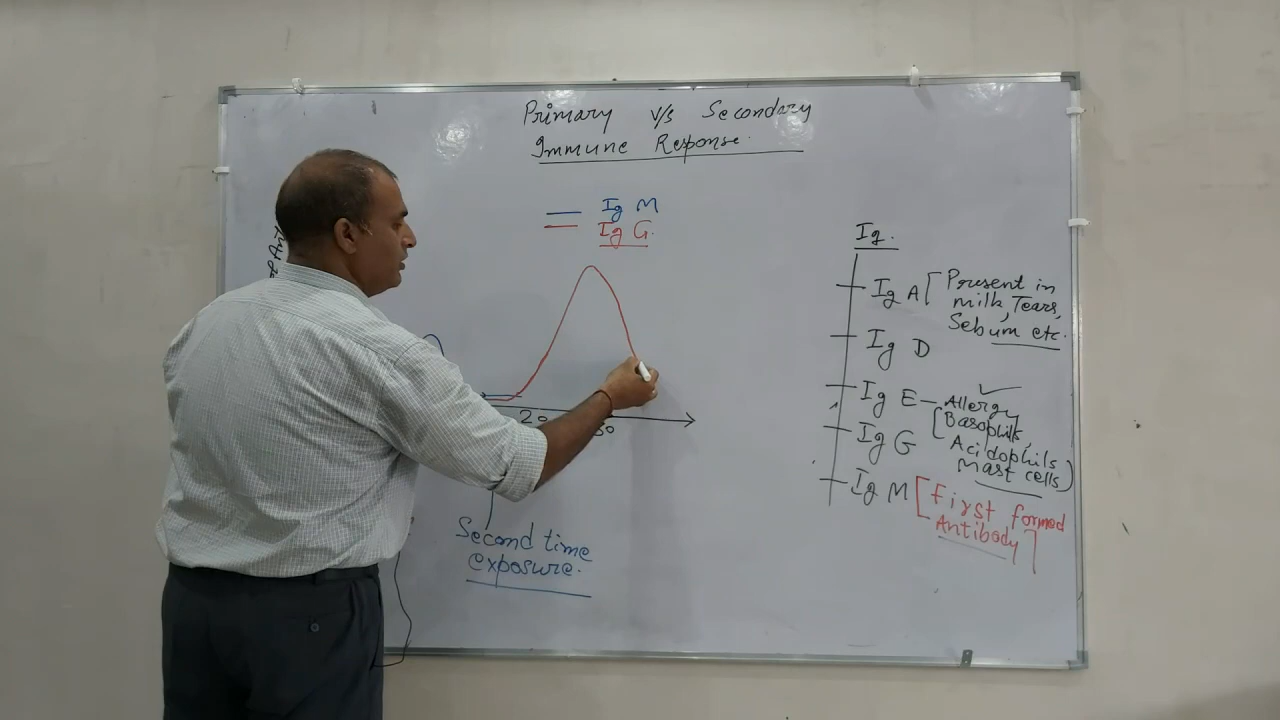 Primary v/s Secondary
Immune Response.
Ig M
Ig G.
20
30
Second time
exposure.
Ig.
Ig A [ Present in
milk, Tears,
Sebum etc.
Ig D
Ig E - Allergy
Basophils,
Ig G
Acidophils
Mast cells)
Ig M [First formed
Antibody]